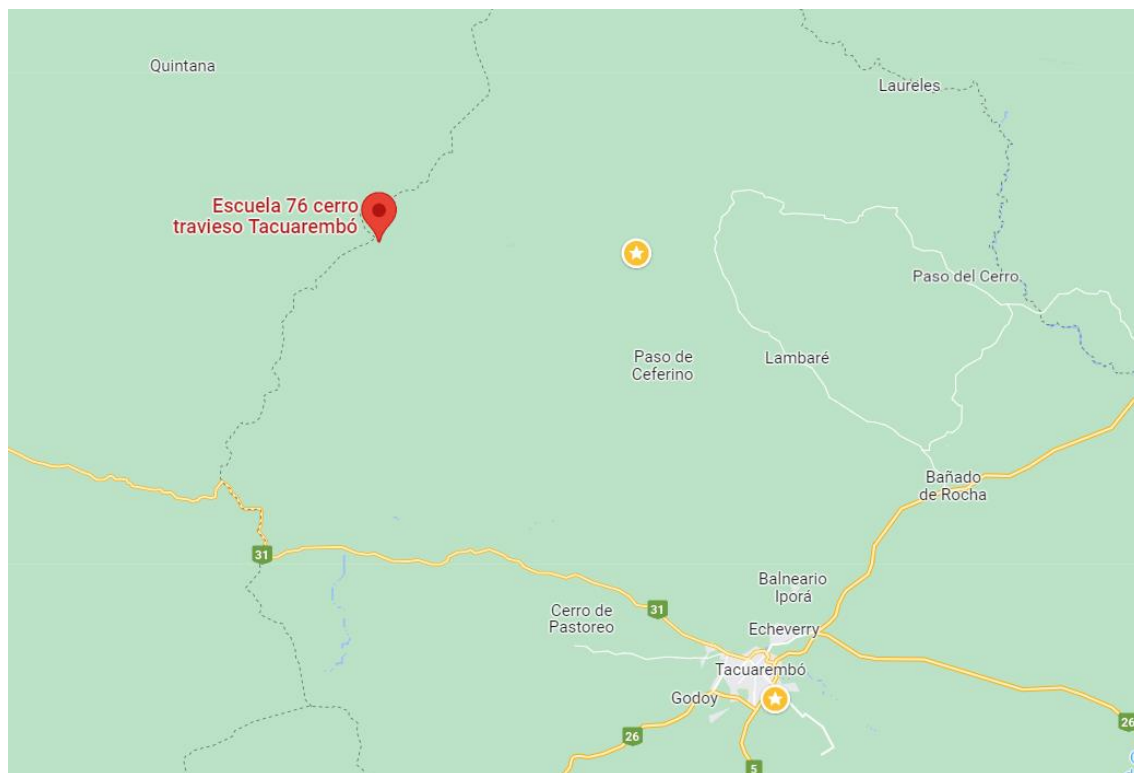 Quintana
Laureles
Escuela 76 cerro
travieso Tacuarembó
Paso del Cerro
Paso de
Ceferino
Lambaré
Bañado
de Rocha
31
Balneario
Iporá
Cerro de
Pastoreo
31
Echeverry
Tacuarembó
Godoy
26
26
5